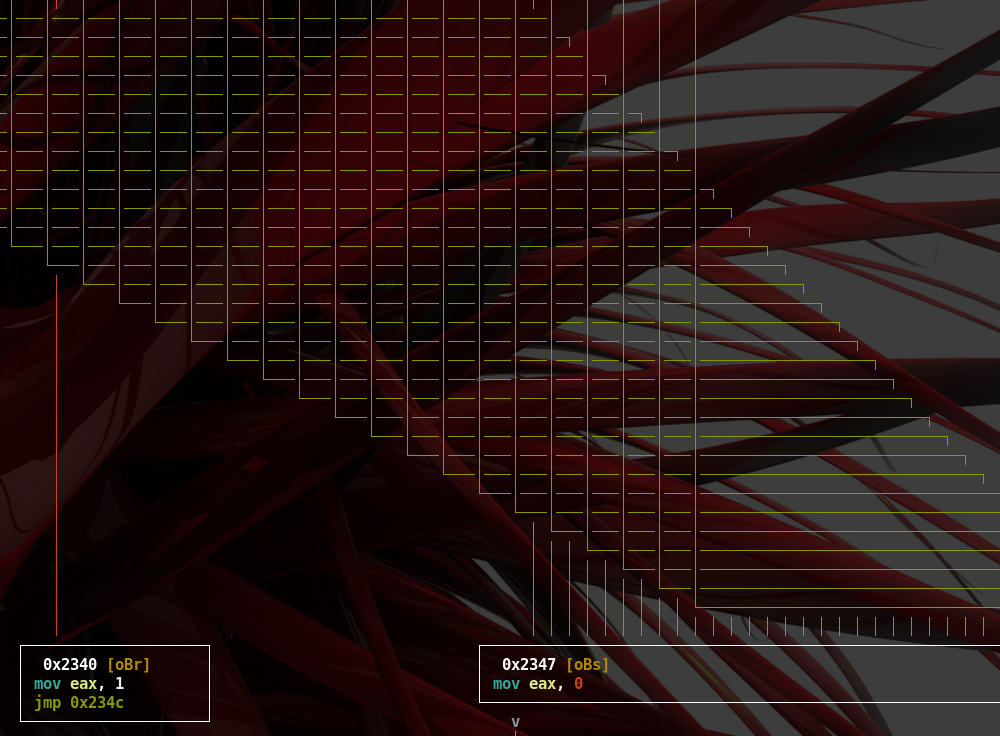 0x2340 [oBr]
mov eax, 1
jmp 0x234c
0x2347 [oBs]
mov eax, 0
v